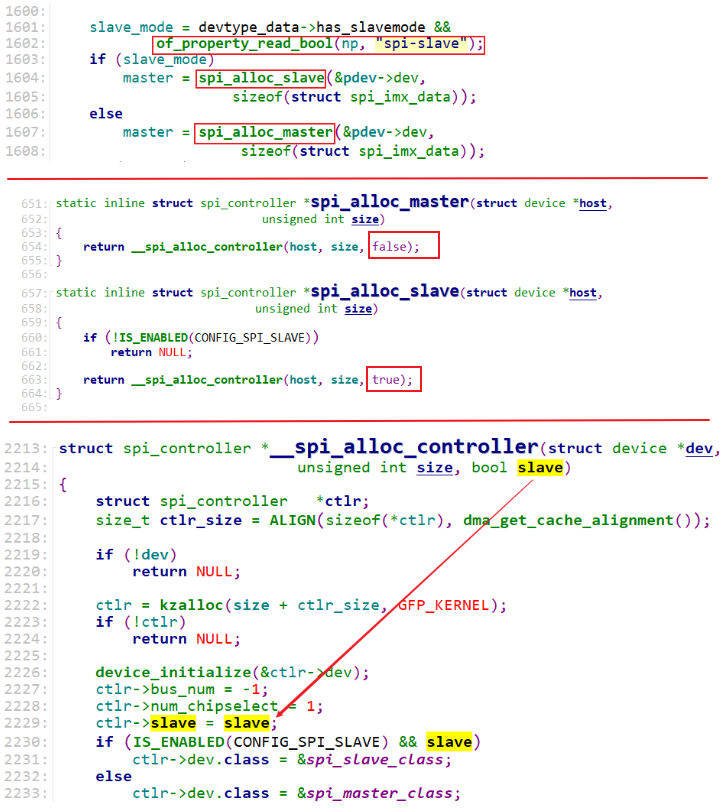 1600:
1601: slave_mode = devtype_data->has_slavemode &&
1602: of_property_read_bool(np, "spi-slave");
1603: if (slave_mode)
1604: master = spi_alloc_slave(&pdev->dev,
1605: sizeof(struct spi_imx_data));
1606: else
1607: master = spi_alloc_master(&pdev->dev,
1608: sizeof(struct spi_imx_data));
651: static inline struct spi_controller *spi_alloc_master(struct device *host,
652: unsigned int size)
653: {
654: return __spi_alloc_controller(host, size, false);
655: }
656:
657: static inline struct spi_controller *spi_alloc_slave(struct device *host,
658: unsigned int size)
659: {
660: if (!IS_ENABLED(CONFIG_SPI_SLAVE))
661: return NULL;
662:
663: return __spi_alloc_controller(host, size, true);
664: }
665:
2213: struct spi_controller *__spi_alloc_controller(struct device *dev,
2214: unsigned int size, bool slave)
2215: {
2216: struct spi_controller *ctlr;
2217: size_t ctlr_size = ALIGN(sizeof(*ctlr), dma_get_cache_alignment());
2218:
2219: if (!dev)
2220: return NULL;
2221:
2222: ctlr = kzalloc(size + ctlr_size, GFP_KERNEL);
2223: if (!ctlr)
2224: return NULL;
2225:
2226: device_initialize(&ctlr->dev);
2227: ctlr->bus_num = -1;
2228: ctlr->num_chipselect = 1;
2229: ctlr->slave = slave;
2230: if (IS_ENABLED(CONFIG_SPI_SLAVE) && slave)
2231: ctlr->dev.class = &spi_slave_class;
2232: else
2233: ctlr->dev.class = &spi_master_class;